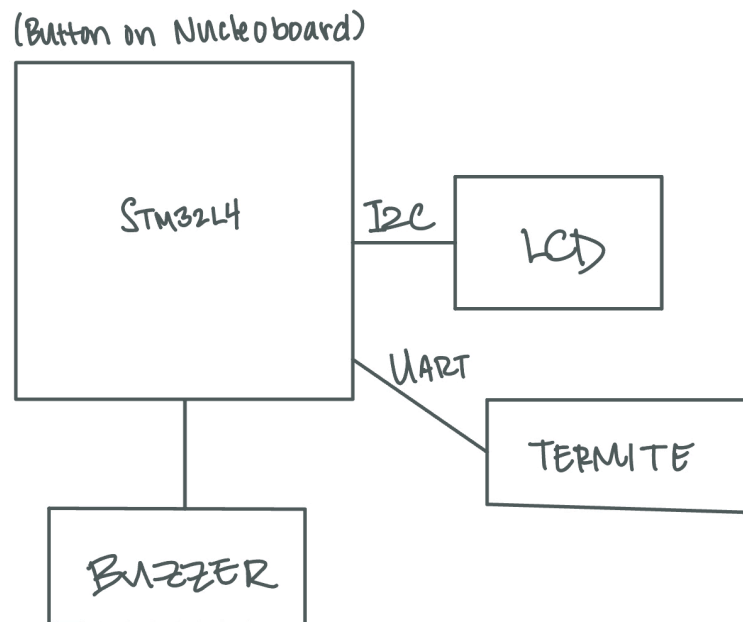 (Button on Nucleoboard)
STM32L4
I2C
LCD
UART
TERMITE
BUZZER